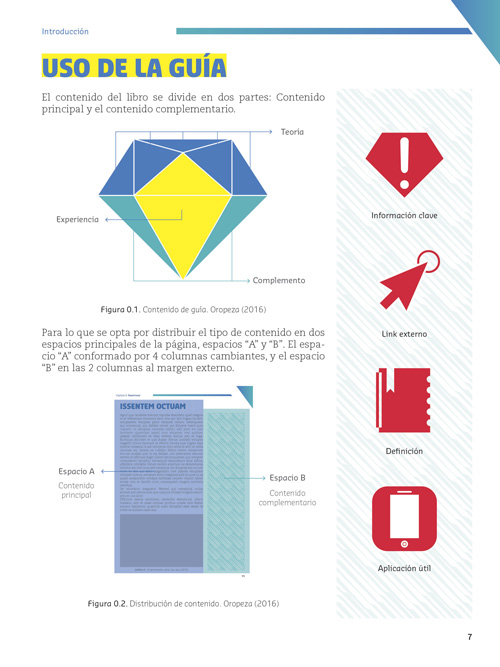 Introducción
USO DE LA GUÍA
El contenido del libro se divide en dos partes: Contenido
principal y el contenido complementario.
Teoría
Experiencia
Complemento
Figura 0.1. Contenido de guía. Oropeza (2016)
Para lo que se opta por distribuir el tipo de contenido en dos
espacios principales de la página, espacios “A” y “B”. El espa-
cio “A” conformado por 4 columnas cambiantes, y el espacio
“B” en las 2 columnas al margen externo.
ISSENTEM OCTUAM
Espacio A
Contenido
principal
Espacio B
Contenido
complementario
Figura 0.2. Distribución de contenido. Oropeza (2016)
Información clave
Link externo
Definición
Aplicación útil
7